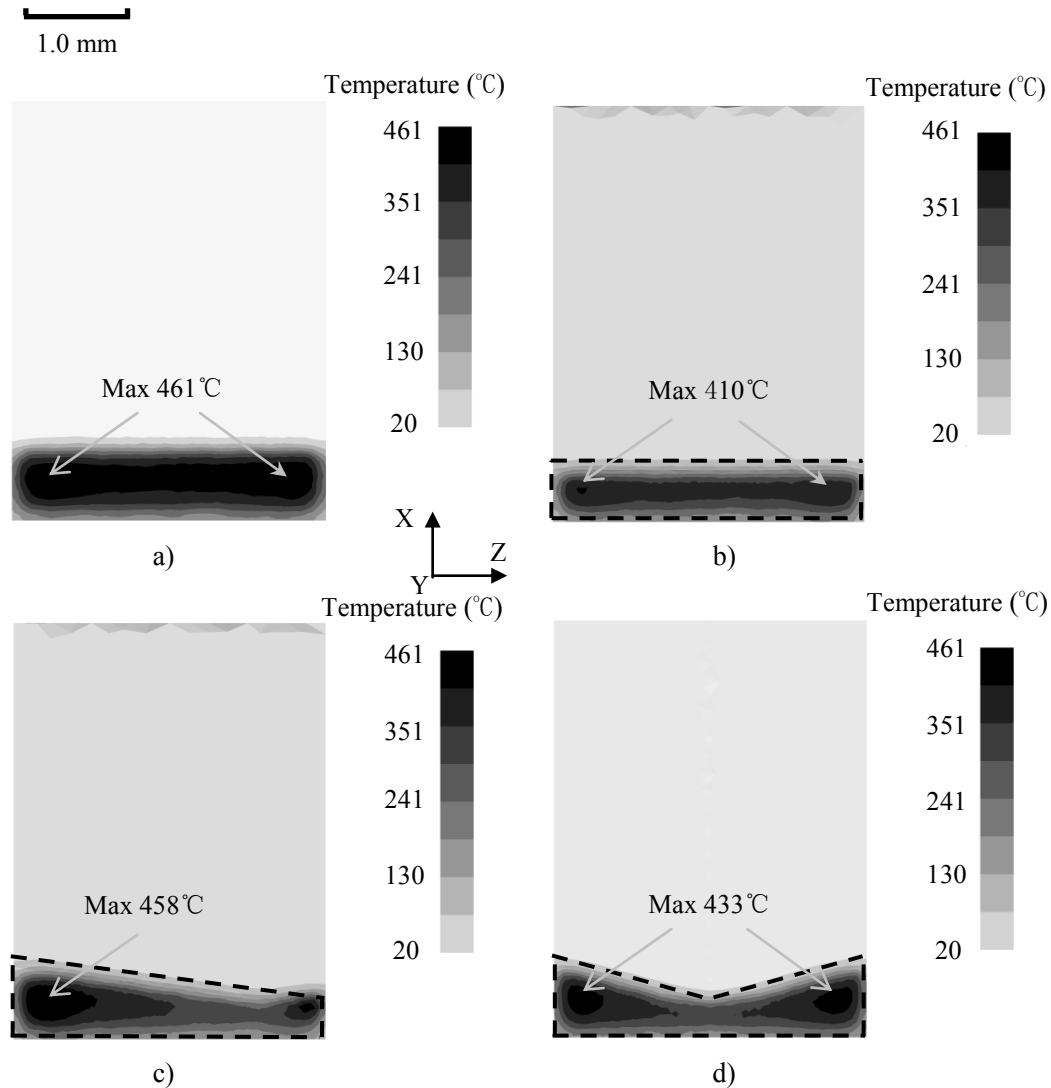 1.0 mm
Temperature (℃)
461
351
241
130
20
Max 461℃
a)
Temperature (℃)
461
351
241
130
20
Max 410℃
b)
X
Z
Y
Temperature (℃)
461
351
241
130
20
Max 458℃
c)
Temperature (℃)
461
351
241
130
20
Max 433℃
d)